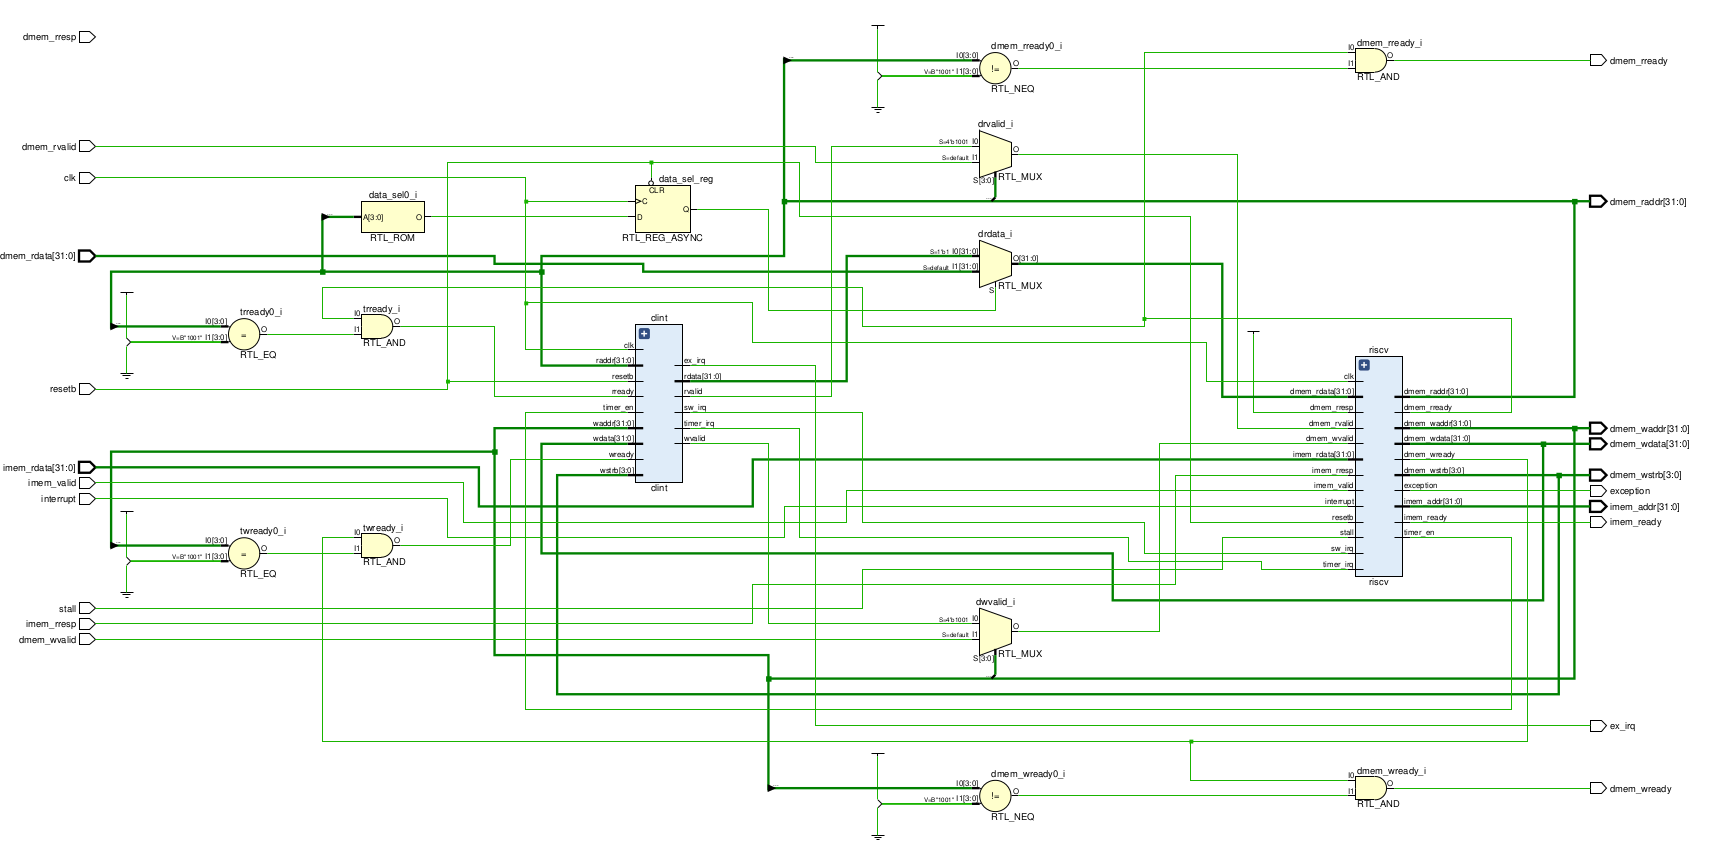 dmem_rresp
dmem_rvalid
clk
dmem_rdata[31:0]
resetb
imem_rdata[31:0]
imem_valid
interrupt
stall
imem_rresp
dmem_wvalid
data_sel0_i
A[3:0] O
RTL_ROM
data_sel_reg
CLR
C
D
Q
RTL_REG_ASYNC
trready0_i
I0[3:0]
V=B"1001" I1[3:0]
=
O
RTL_EQ
trready_i
I0
I1
O
RTL_AND
twready0_i
I0[3:0]
V=B"1001" I1[3:0]
=
O
RTL_EQ
twready_i
I0
I1
O
RTL_AND
clint
clk
raddr[31:0]
resetb
rready
timer_en
waddr[31:0]
wdata[31:0]
wready
wstrb[3:0]
ex_irq
rdata[31:0]
rvalid
sw_irq
timer_irq
wvalid
clint
dmem_rready0_i
I0[3:0]
V=B"1001" I1[3:0]
!=
O
RTL_NEQ
drvalid_i
S=4'b1001 I0
S=default I1
O
S[3:0]
RTL_MUX
drdata_i
S=1'b1 I0[31:0]
S=default I1[31:0]
O[31:0]
S
RTL_MUX
dwvalid_i
S=4'b1001 I0
S=default I1
O
S[3:0]
RTL_MUX
dmem_wready0_i
I0[3:0]
V=B"1001" I1[3:0]
!=
O
RTL_NEQ
dmem_rready_i
I0
I1
O
RTL_AND
riscv
clk
dmem_rdata[31:0]
dmem_rresp
dmem_rvalid
dmem_wvalid
imem_rdata[31:0]
imem_rresp
imem_valid
interrupt
resetb
stall
sw_irq
timer_irq
dmem_raddr[31:0]
dmem_rready
dmem_waddr[31:0]
dmem_wdata[31:0]
dmem_wready
dmem_wstrb[3:0]
exception
imem_addr[31:0]
imem_ready
timer_en
riscv
dmem_wready_i
I0
I1
O
RTL_AND
dmem_rready
dmem_raddr[31:0]
dmem_waddr[31:0]
dmem_wdata[31:0]
dmem_wstrb[3:0]
exception
imem_addr[31:0]
imem_ready
ex_irq
dmem_wready